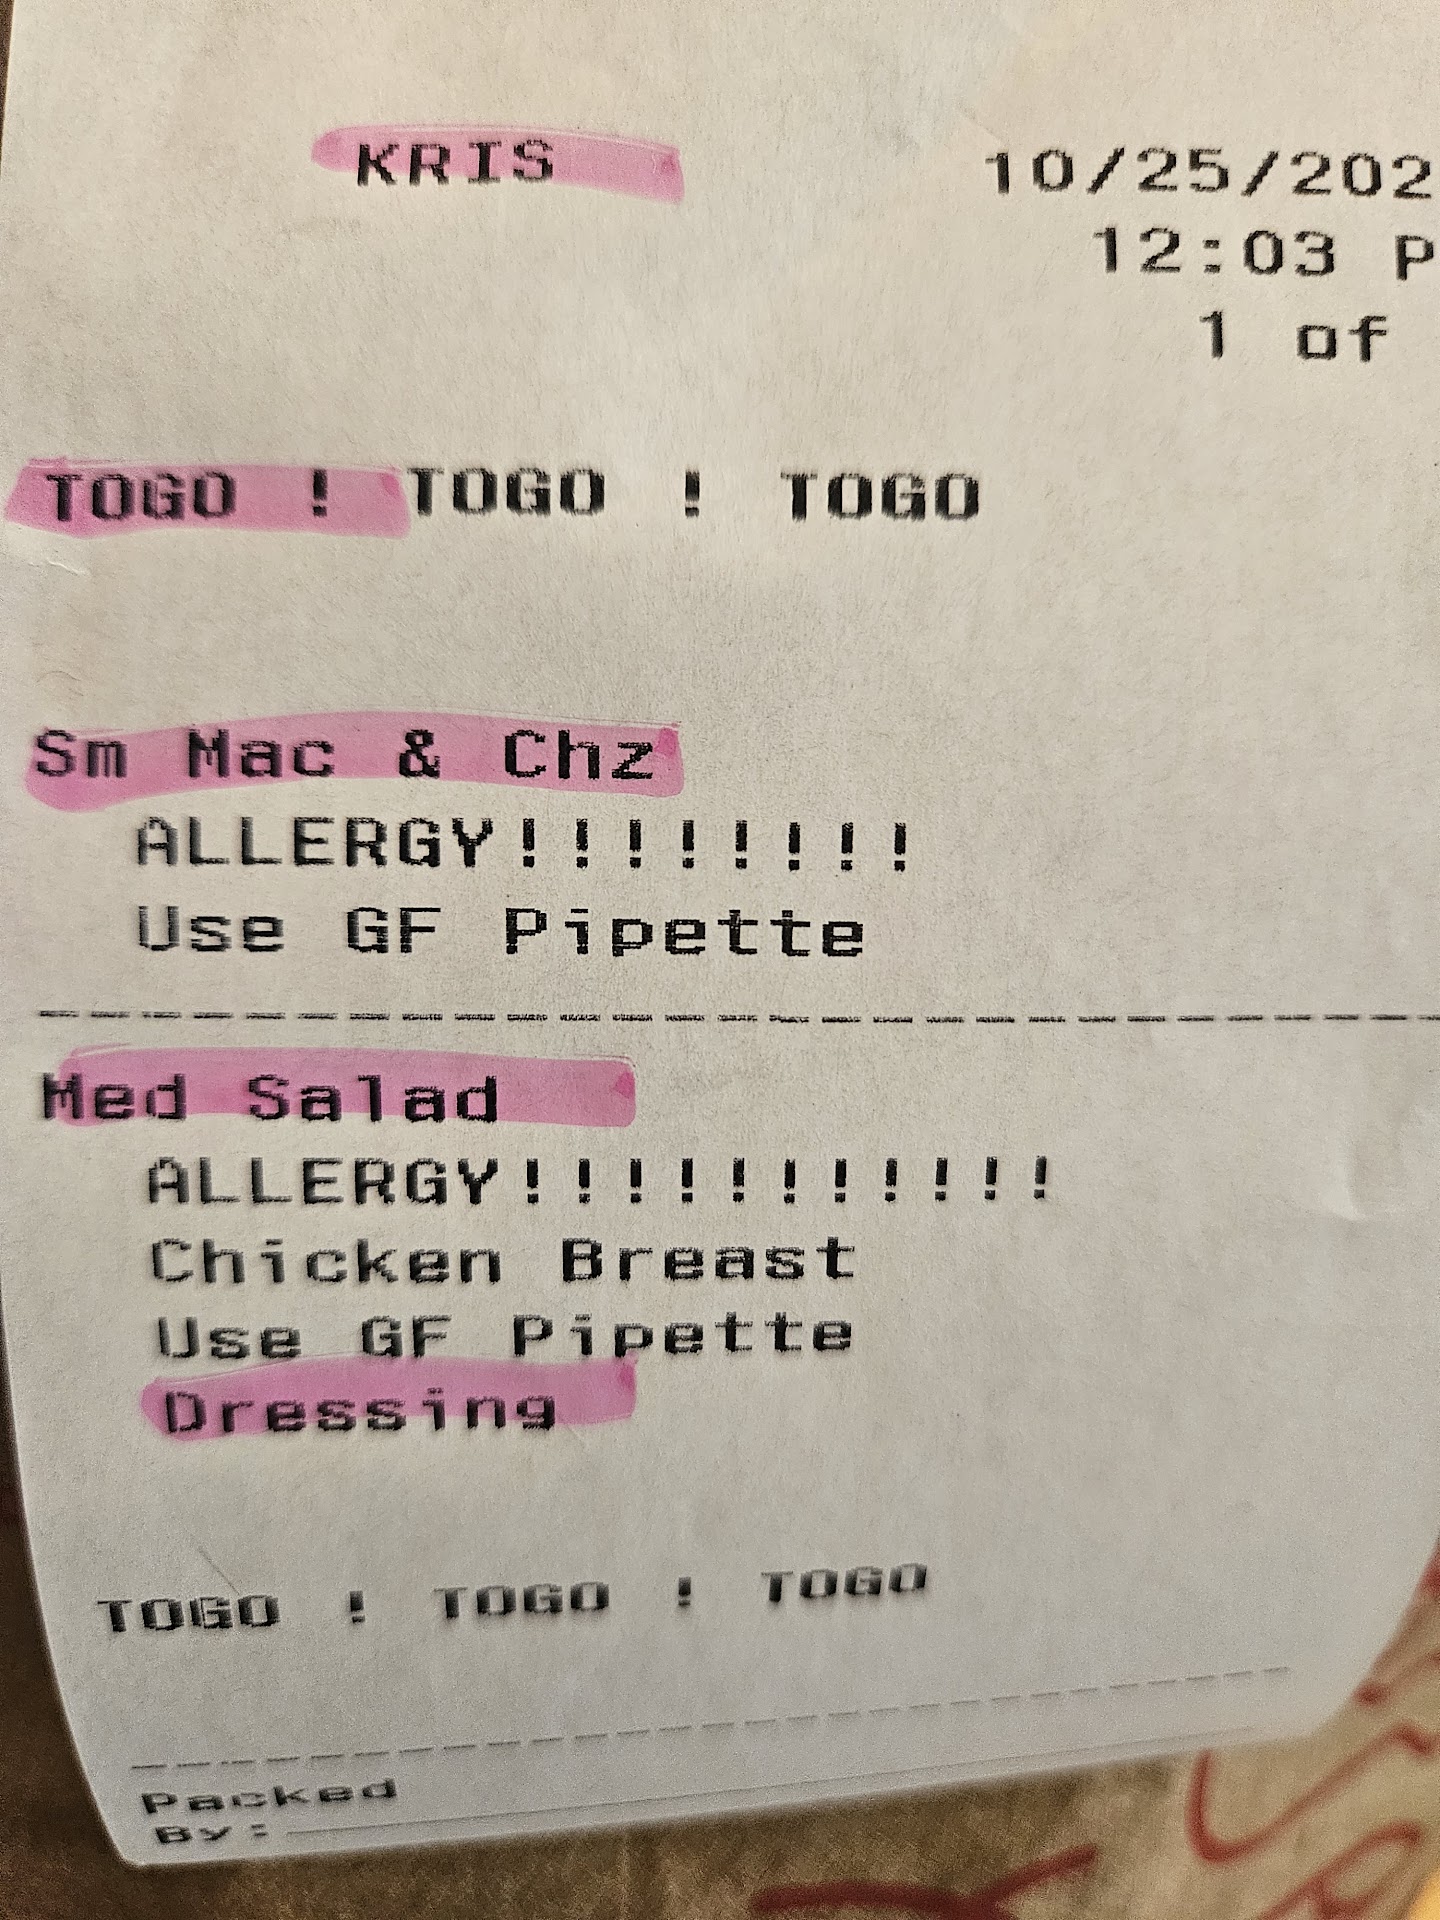 KRIS
10/25/202
12:03 P
1 of
TOGO ! TOGO ! TOGO
Sm Mac & Chz
ALLERGY!!!!!!!!
Use GF Pipette
Med Salad
ALLERGY!!!!!!!!!!!
Chicken Breast
Use GF Pipette
Dressing
TOGO ! TOGO ! TOGO
Packed
By: